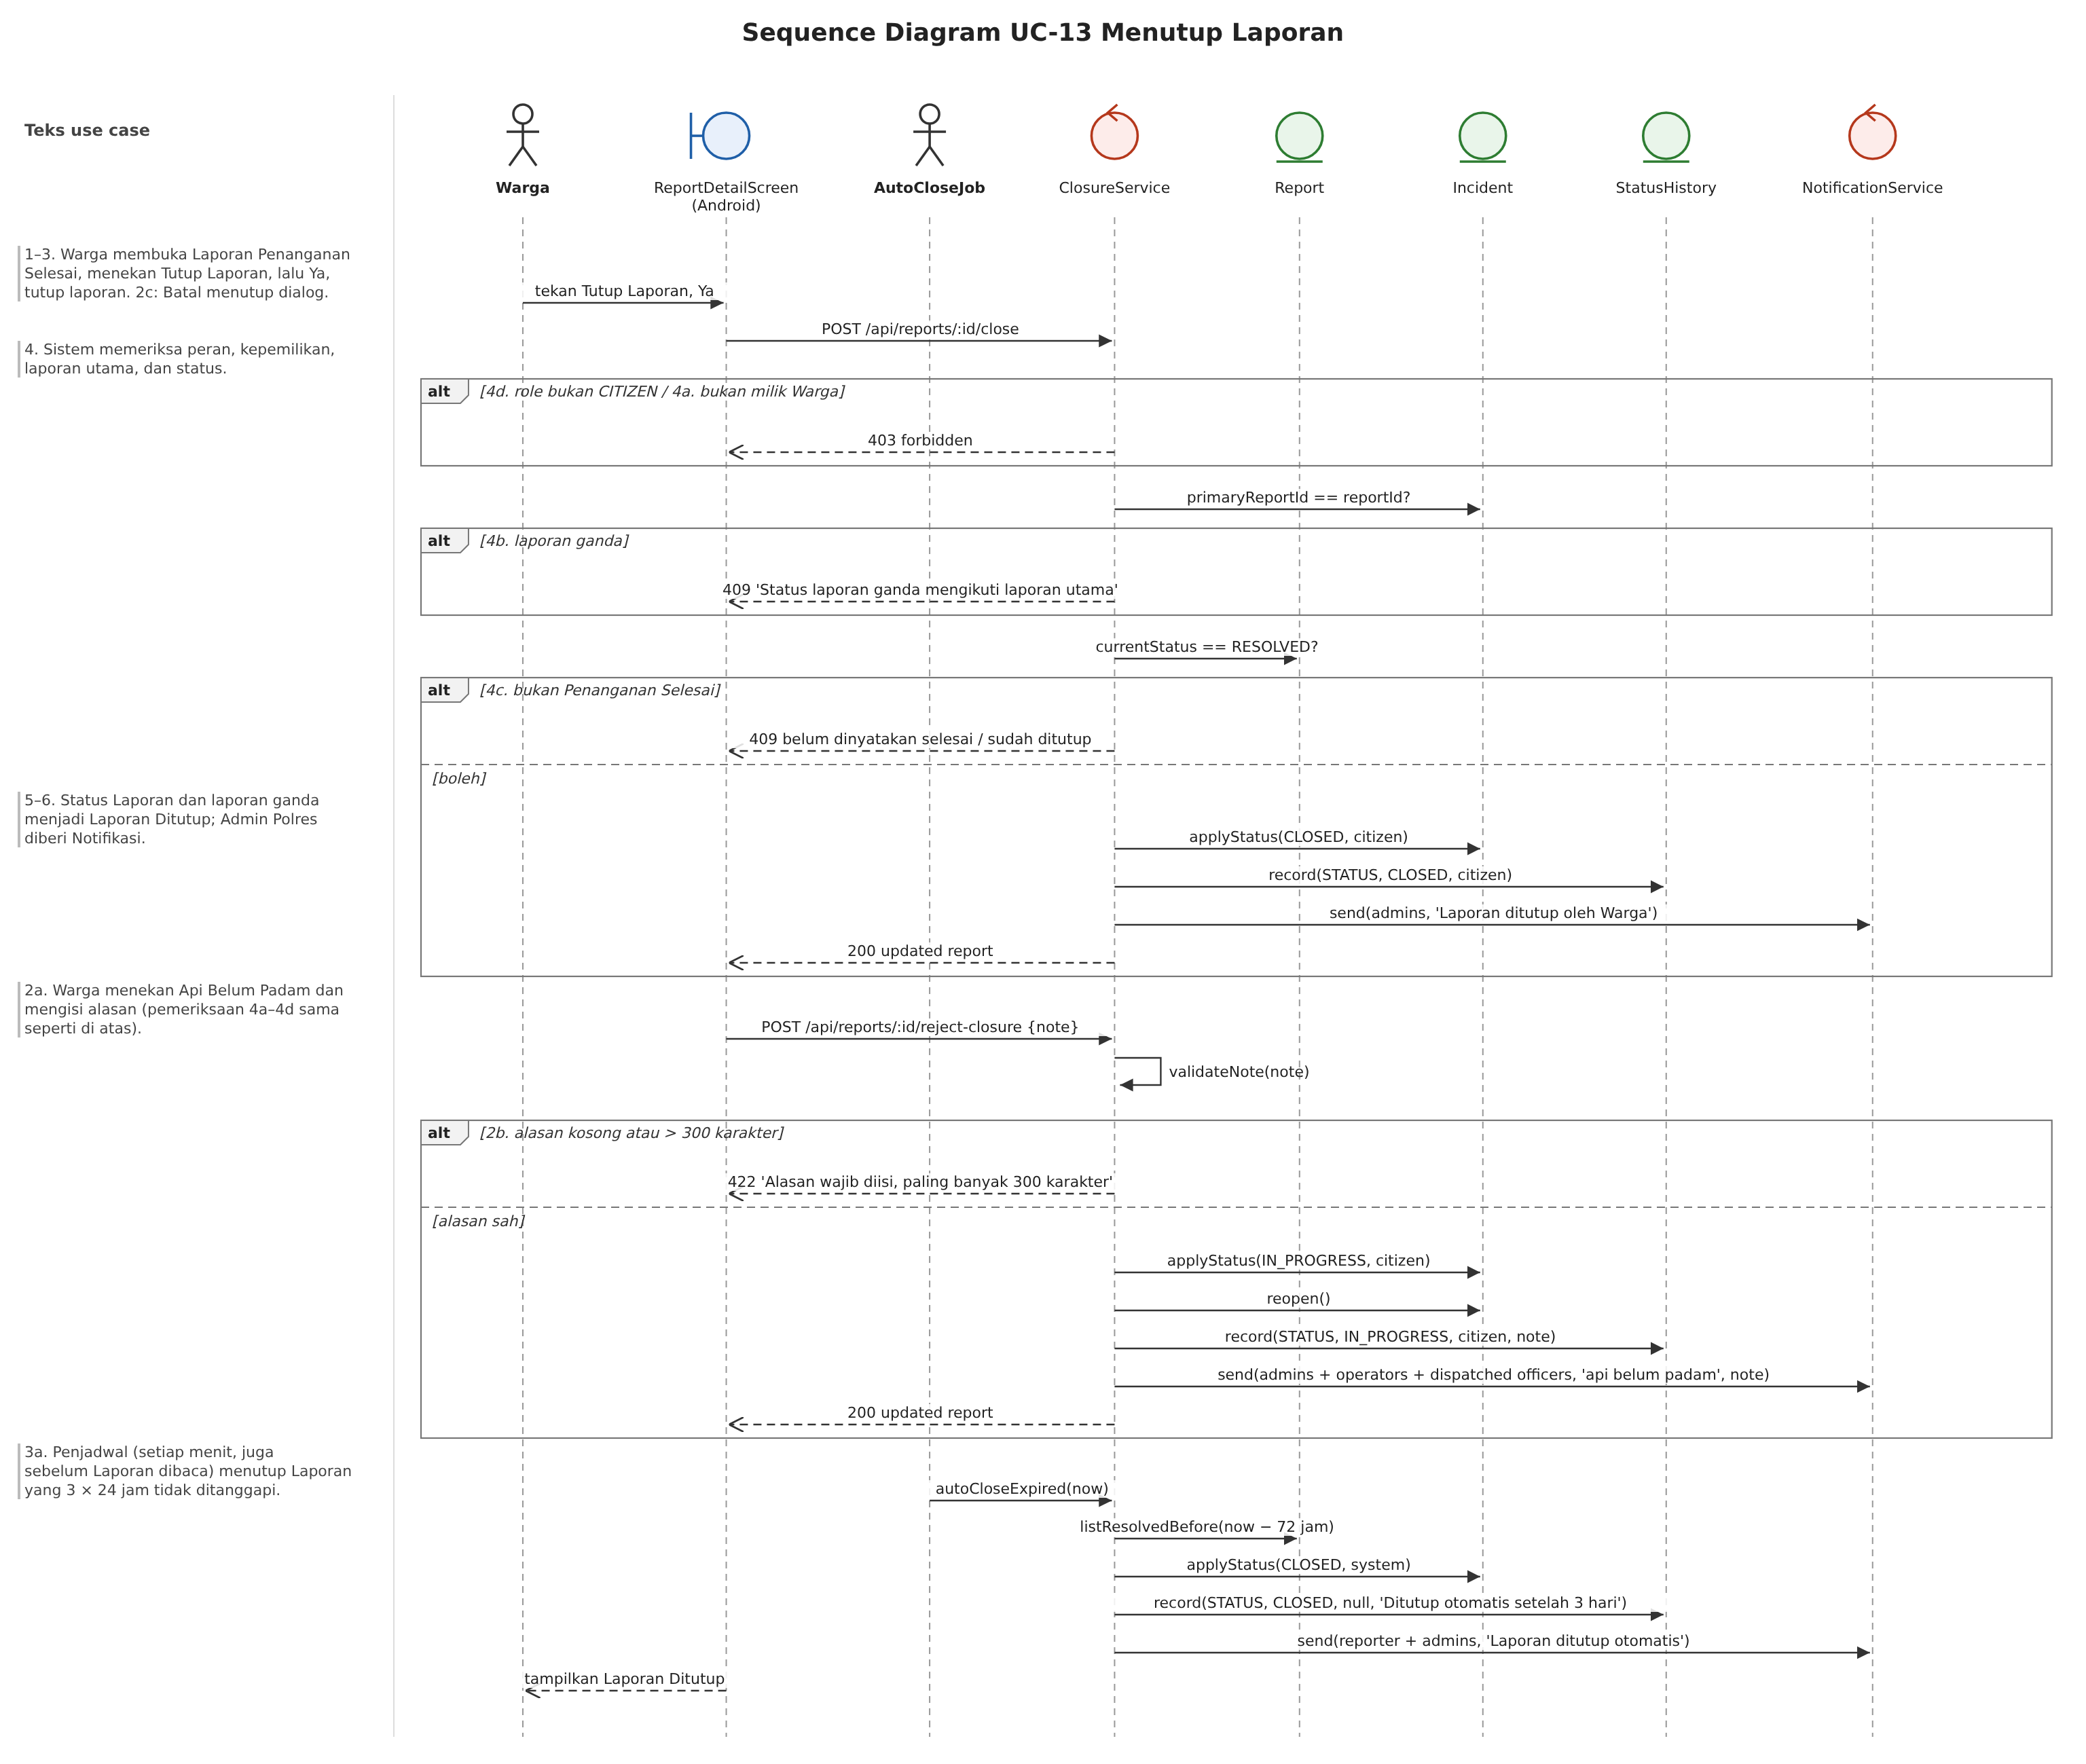 Sequence Diagram UC-13 Menutup Laporan
Teks use case
Warga
ReportDetailScreen
(Android)
AutoCloseJob
ClosureService
Report
Incident
StatusHistory
NotificationService
1–3. Warga membuka Laporan Penanganan
Selesai, menekan Tutup Laporan, lalu Ya,
tutup laporan. 2c: Batal menutup dialog.
tekan Tutup Laporan, Ya
POST /api/reports/:id/close
4. Sistem memeriksa peran, kepemilikan,
laporan utama, dan status.
alt [4d. role bukan CITIZEN / 4a. bukan milik Warga]
403 forbidden
primaryReportId == reportId?
alt [4b. laporan ganda]
409 'Status laporan ganda mengikuti laporan utama'
currentStatus == RESOLVED?
alt [4c. bukan Penanganan Selesai]
409 belum dinyatakan selesai / sudah ditutup
[boleh]
5–6. Status Laporan dan laporan ganda
menjadi Laporan Ditutup; Admin Polres
diberi Notifikasi.
applyStatus(CLOSED, citizen)
record(STATUS, CLOSED, citizen)
send(admins, 'Laporan ditutup oleh Warga')
200 updated report
2a. Warga menekan Api Belum Padam dan
mengisi alasan (pemeriksaan 4a–4d sama
seperti di atas).
POST /api/reports/:id/reject-closure {note}
validateNote(note)
alt [2b. alasan kosong atau > 300 karakter]
422 'Alasan wajib diisi, paling banyak 300 karakter'
[alasan sah]
applyStatus(IN_PROGRESS, citizen)
reopen()
record(STATUS, IN_PROGRESS, citizen, note)
send(admins + operators + dispatched officers, 'api belum padam', note)
200 updated report
3a. Penjadwal (setiap menit, juga
sebelum Laporan dibaca) menutup Laporan
yang 3 × 24 jam tidak ditanggapi.
autoCloseExpired(now)
listResolvedBefore(now − 72 jam)
applyStatus(CLOSED, system)
record(STATUS, CLOSED, null, 'Ditutup otomatis setelah 3 hari')
send(reporter + admins, 'Laporan ditutup otomatis')
tampilkan Laporan Ditutup